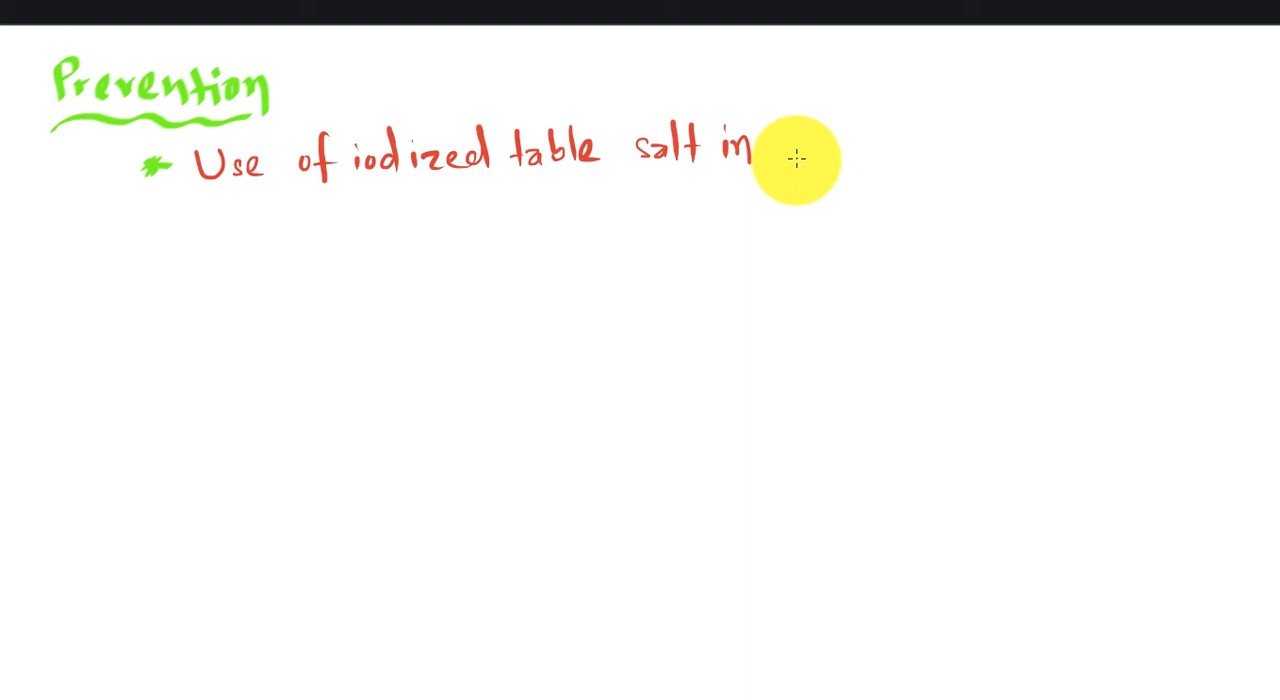 Prevention
* Use of iodized table salt in